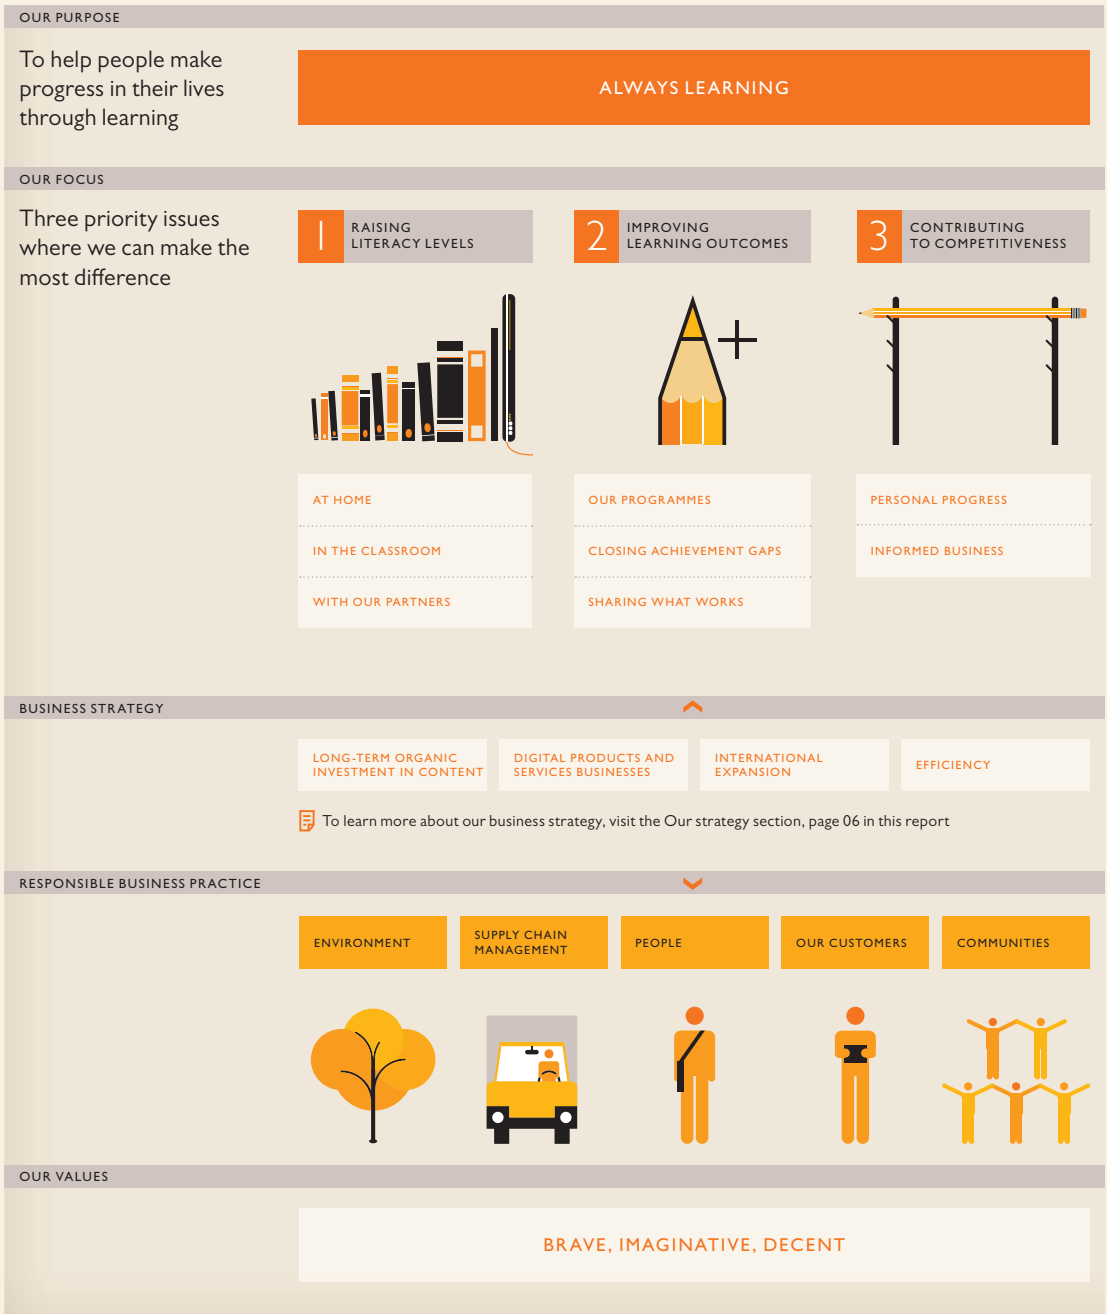 OUR PURPOSE
To help people make
progress in their lives
through learning
ALWAYS LEARNING
OUR FOCUS
Three priority issues
where we can make the
most difference
1
RAISING
LITERACY LEVELS
2
IMPROVING
LEARNING OUTCOMES
3
CONTRIBUTING
TO COMPETITIVENESS
AT HOME
IN THE CLASSROOM
WITH OUR PARTNERS
OUR PROGRAMMES
CLOSING ACHIEVEMENT GAPS
SHARING WHAT WORKS
PERSONAL PROGRESS
INFORMED BUSINESS
BUSINESS STRATEGY
LONG-TERM ORGANIC
INVESTMENT IN CONTENT
DIGITAL PRODUCTS AND
SERVICES BUSINESSES
INTERNATIONAL
EXPANSION
EFFICIENCY
To learn more about our business strategy, visit the Our strategy section, page 06 in this report
RESPONSIBLE BUSINESS PRACTICE
ENVIRONMENT
SUPPLY CHAIN
MANAGEMENT
PEOPLE
OUR CUSTOMERS
COMMUNITIES
OUR VALUES
BRAVE, IMAGINATIVE, DECENT